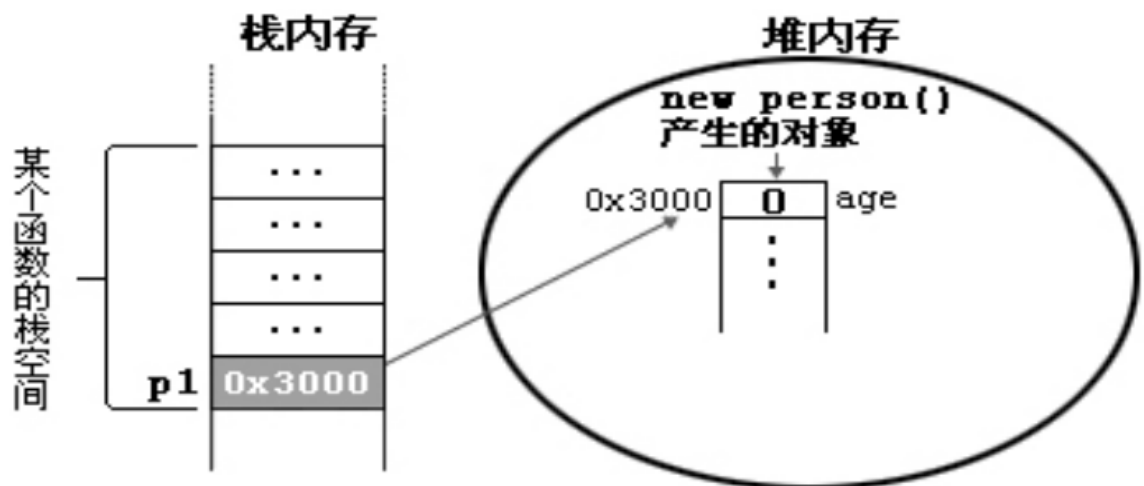 栈内存
堆内存
new person()
产生的对象
某个函数的栈空间
...
...
...
...
p1
0x3000
0x3000
0
age